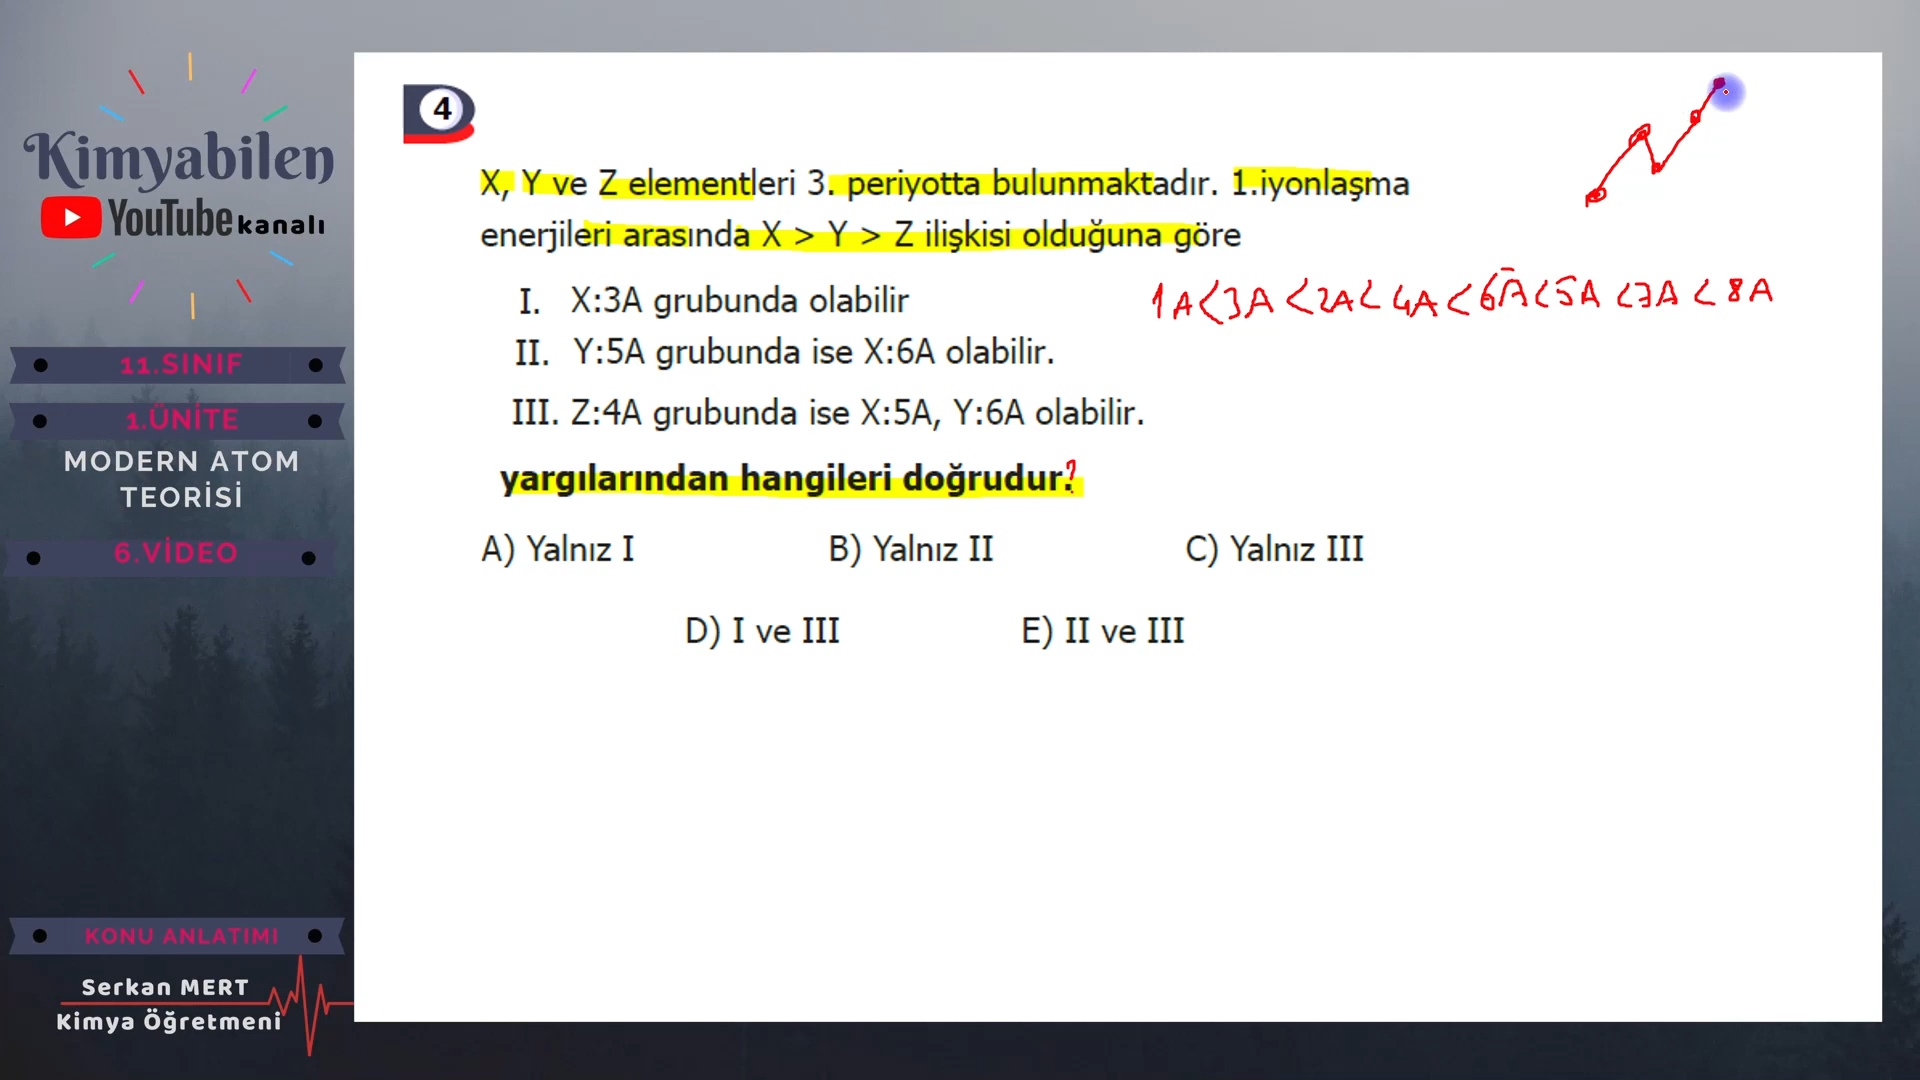 Kimyabilen
YouTube kanalı
11.SINIF
1.ÜNİTE
MODERN ATOM
TEORİSİ
6.VİDEO
KONU ANLATIMI
Serkan MERT
Kimya Öğretmeni
4
X, Y ve Z elementleri 3. periyotta bulunmaktadır. 1.iyonlaşma
enerjileri arasında X > Y > Z ilişkisi olduğuna göre
I. X:3A grubunda olabilir
1A<3A<2A<4A<6A<5A<7A<8A
II. Y:5A grubunda ise X:6A olabilir.
III. Z:4A grubunda ise X:5A, Y:6A olabilir.
yargılarından hangileri doğrudur.?
A) Yalnız I B) Yalnız II C) Yalnız III
D) I ve III E) II ve III